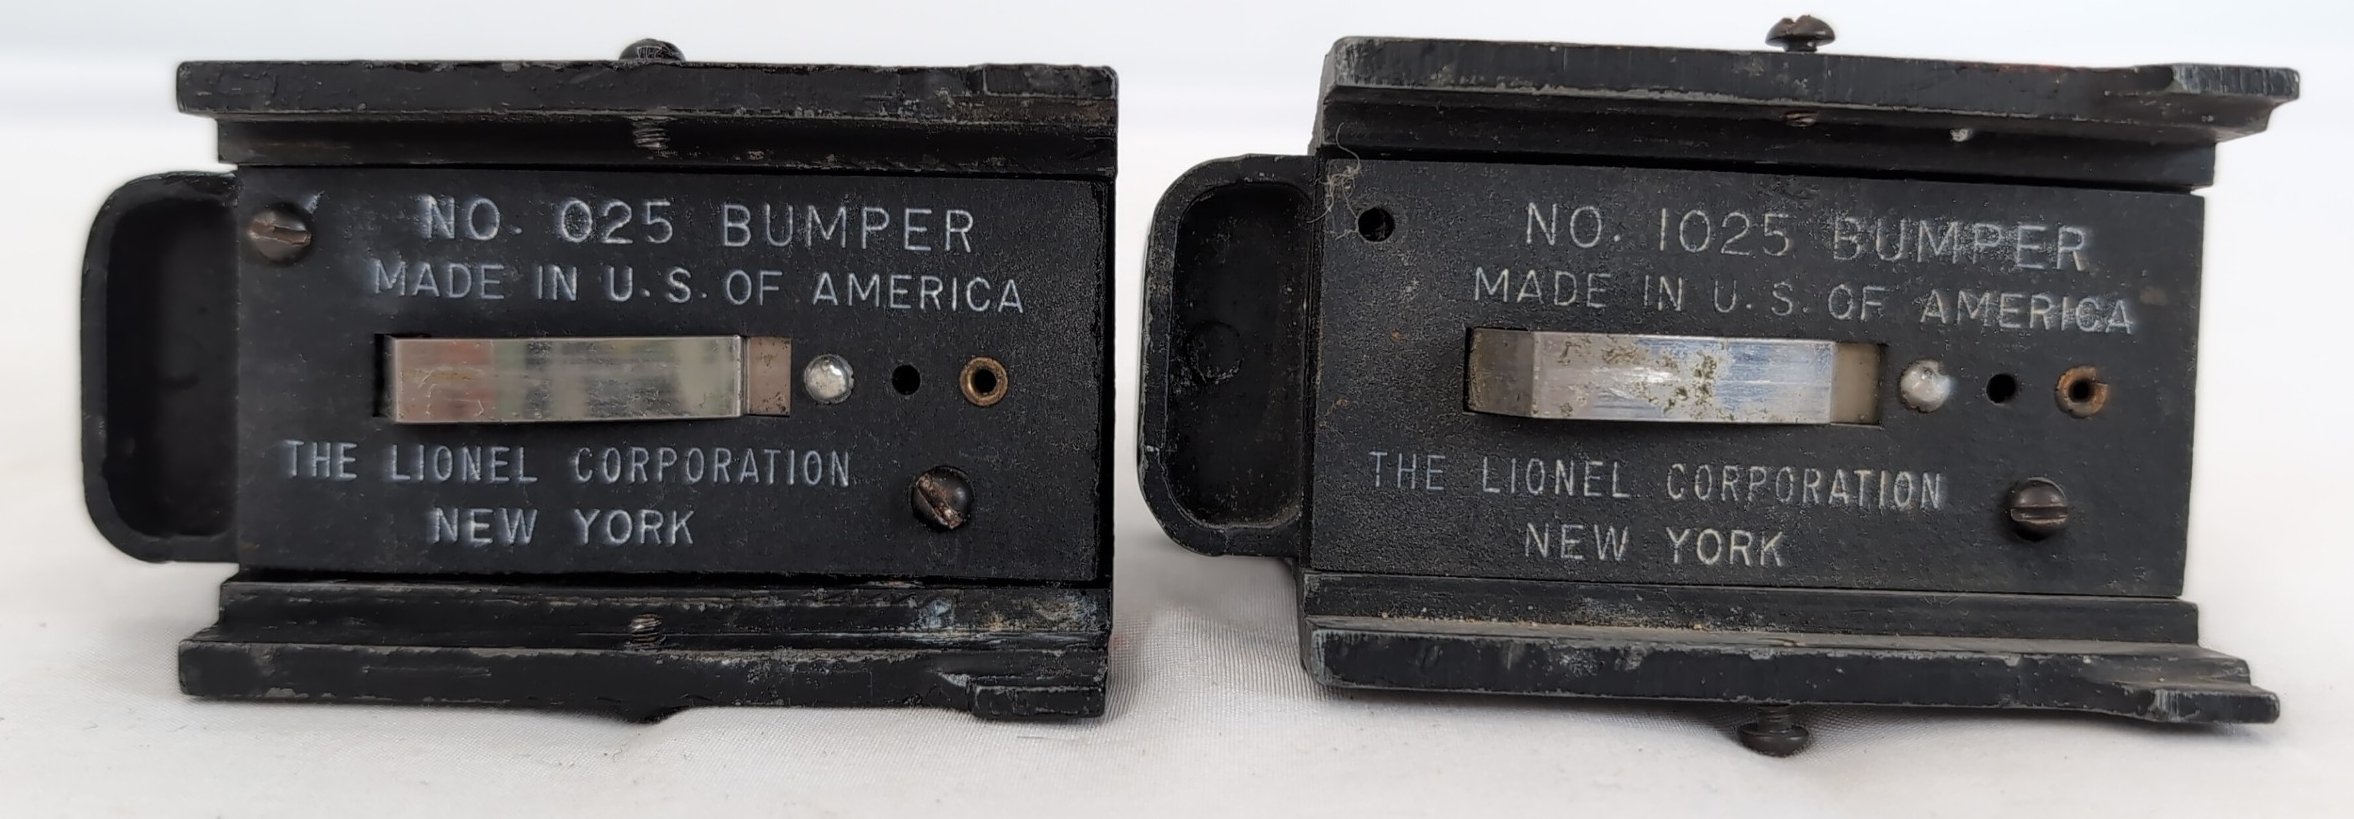 NO. 025 BUMPER
MADE IN U.S. OF AMERICA
THE LIONEL CORPORATION
NEW YORK
NO. 1025 BUMPER
MADE IN U.S. OF AMERICA
THE LIONEL CORPORATION
NEW YORK